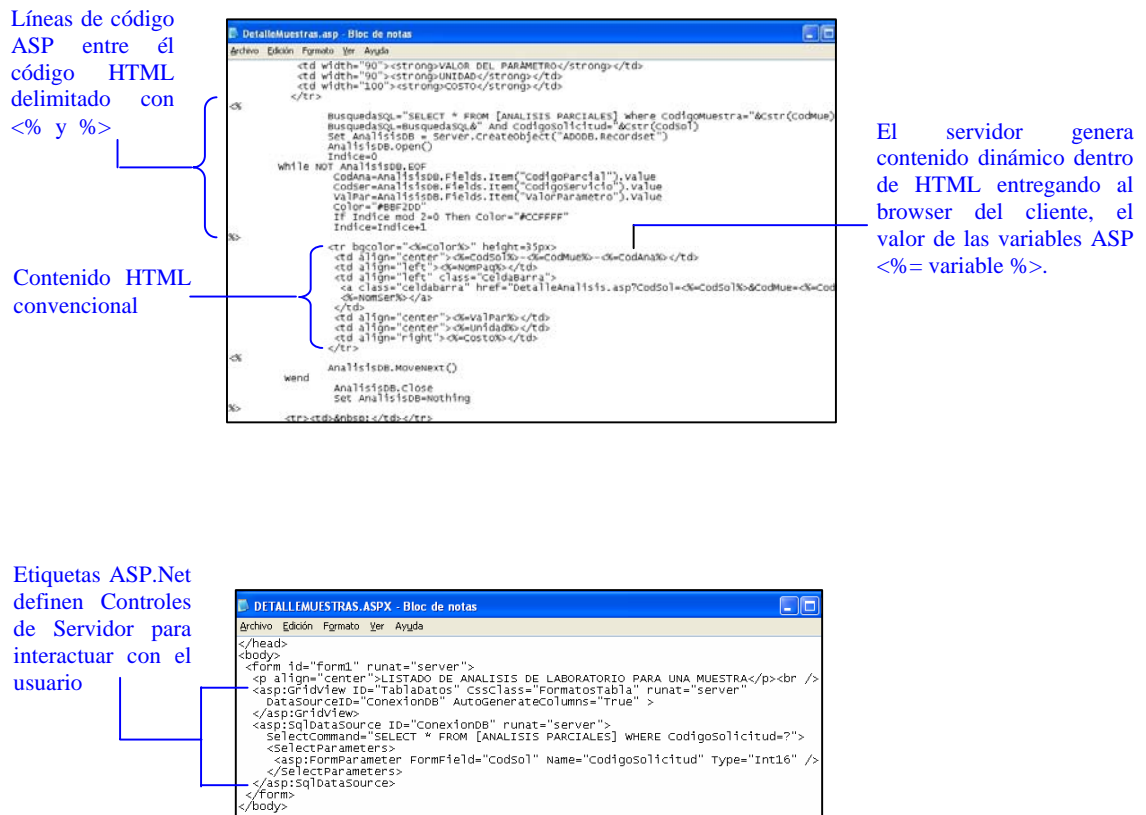 Líneas de código
ASP entre él
código HTML
delimitado con
<% y %>
DetalleMuestras.asp - Bloc de notas
Archivo Edición Formato Ver Ayuda
<td width="90"><strong>VALOR DEL PARÁMETRO</strong></td>
<td width="90"><strong>UNIDAD</strong></td>
<td width="100"><strong>COSTO</strong></td>
</tr>
<%
BusquedaSQL="SELECT * FROM [ANALISIS PARCIALES] where CodigoMuestra="&Cstr(CodMue)
BusquedaSQL=BusquedaSQL&" And CodigoSolicitud="&Cstr(CodSol)
Set AnalisisDB = Server.CreateObject("ADODB.Recordset")
AnalisisDB.Open()
Indice=0
While NOT AnalisisDB.EOF
CodAna=AnalisisDB.Fields.Item("CodigoParcial").Value
CodSer=AnalisisDB.Fields.Item("CodigoServicio").Value
ValPar=AnalisisDB.Fields.Item("ValorParametro").Value
Color="#BBF2DD"
If Indice mod 2=0 Then Color="#CCFFFF"
Indice=Indice+1
%>
<tr bgcolor="<%=Color%>" height=35px>
<td align="center"><%=CodSol%>-<%=CodMue%>-<%=CodAna%></td>
<td align="left"><%=NomPaq%></td>
<td align="left" class="CeldaBarra">
<a class="celdabarra" href="DetalleAnalisis.asp?CodSol=<%=CodSol%>&CodMue=<%=Cod
<%=NomSer%></a>
</td>
<td align="center"><%=ValPar%></td>
<td align="center"><%=Unidad%></td>
<td align="right"><%=Costo%></td>
</tr>
<%
AnalisisDB.MoveNext()
wend
AnalisisDB.Close
Set AnalisisDB=Nothing
%>
<tr><td>&nbsp;</td></tr>
Contenido HTML
convencional
El servidor genera
contenido dinámico dentro
de HTML entregando al
browser del cliente, el
valor de las variables ASP
<%= variable %>.
Etiquetas ASP.Net
definen Controles
de Servidor para
interactuar con el
usuario
DETALLEMUESTRAS.ASPX - Bloc de notas
Archivo Edición Formato Ver Ayuda
</head>
<body>
<form id="form1" runat="server">
<p align="center">LISTADO DE ANALISIS DE LABORATORIO PARA UNA MUESTRA</p><br />
<asp:GridView ID="TablaDatos" CssClass="FormatosTabla" runat="server"
DataSourceID="ConexionDB" AutoGenerateColumns="True" >
</asp:GridView>
<asp:SqlDataSource ID="ConexionDB" runat="server">
SelectCommand="SELECT * FROM [ANALISIS PARCIALES] WHERE CodigoSolicitud=?">
<SelectParameters>
<asp:FormParameter FormField="CodSol" Name="CodigoSolicitud" Type="Int16" />
</SelectParameters>
</asp:SqlDataSource>
</form>
</body>